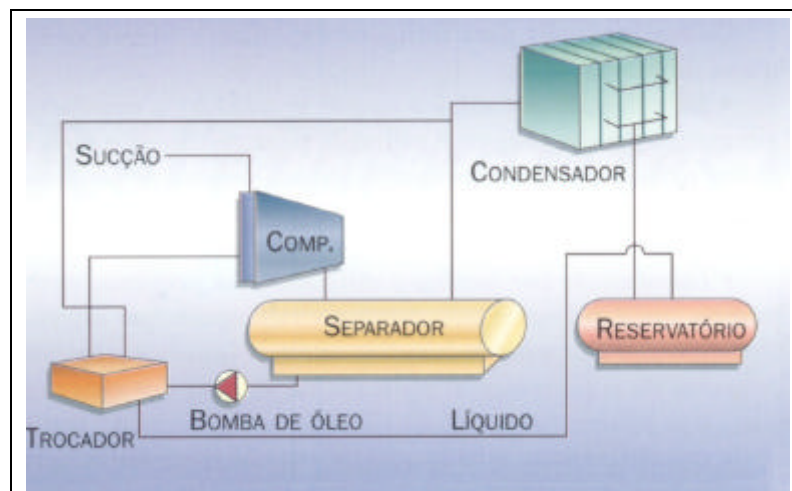 SUCÇÃO
CONDENSADOR
COMP.
SEPARADOR
RESERVATÓRIO
BOMBA DE ÓLEO
LÍQUIDO
TROCADOR